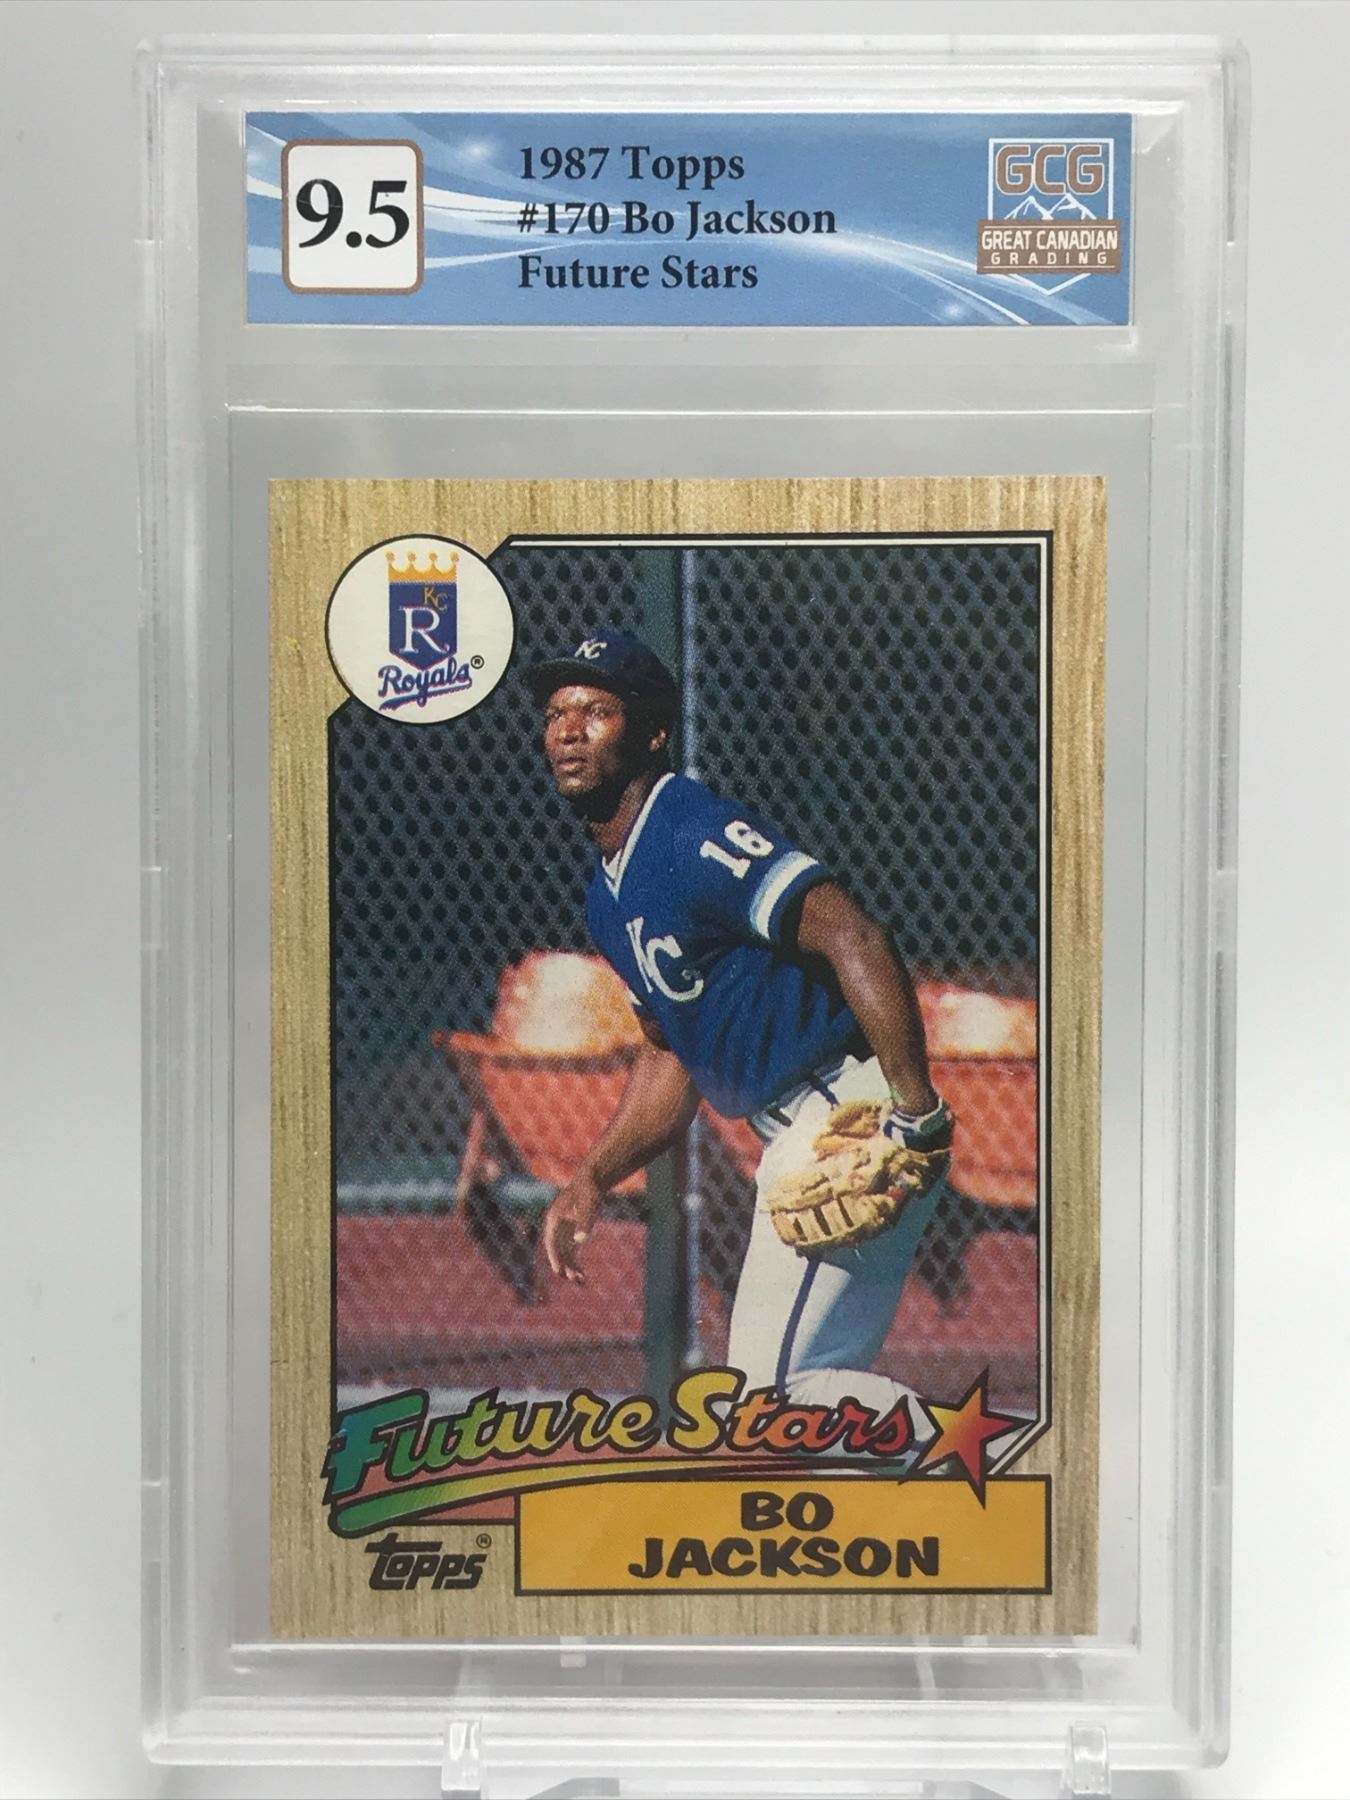 9.5
1987 Topps
#170 Bo Jackson
Future Stars
GCG
GREAT CANADIAN
GRADING
KC
R
Royals®
KC
16
KC
Future Stars
topps®
BO
JACKSON